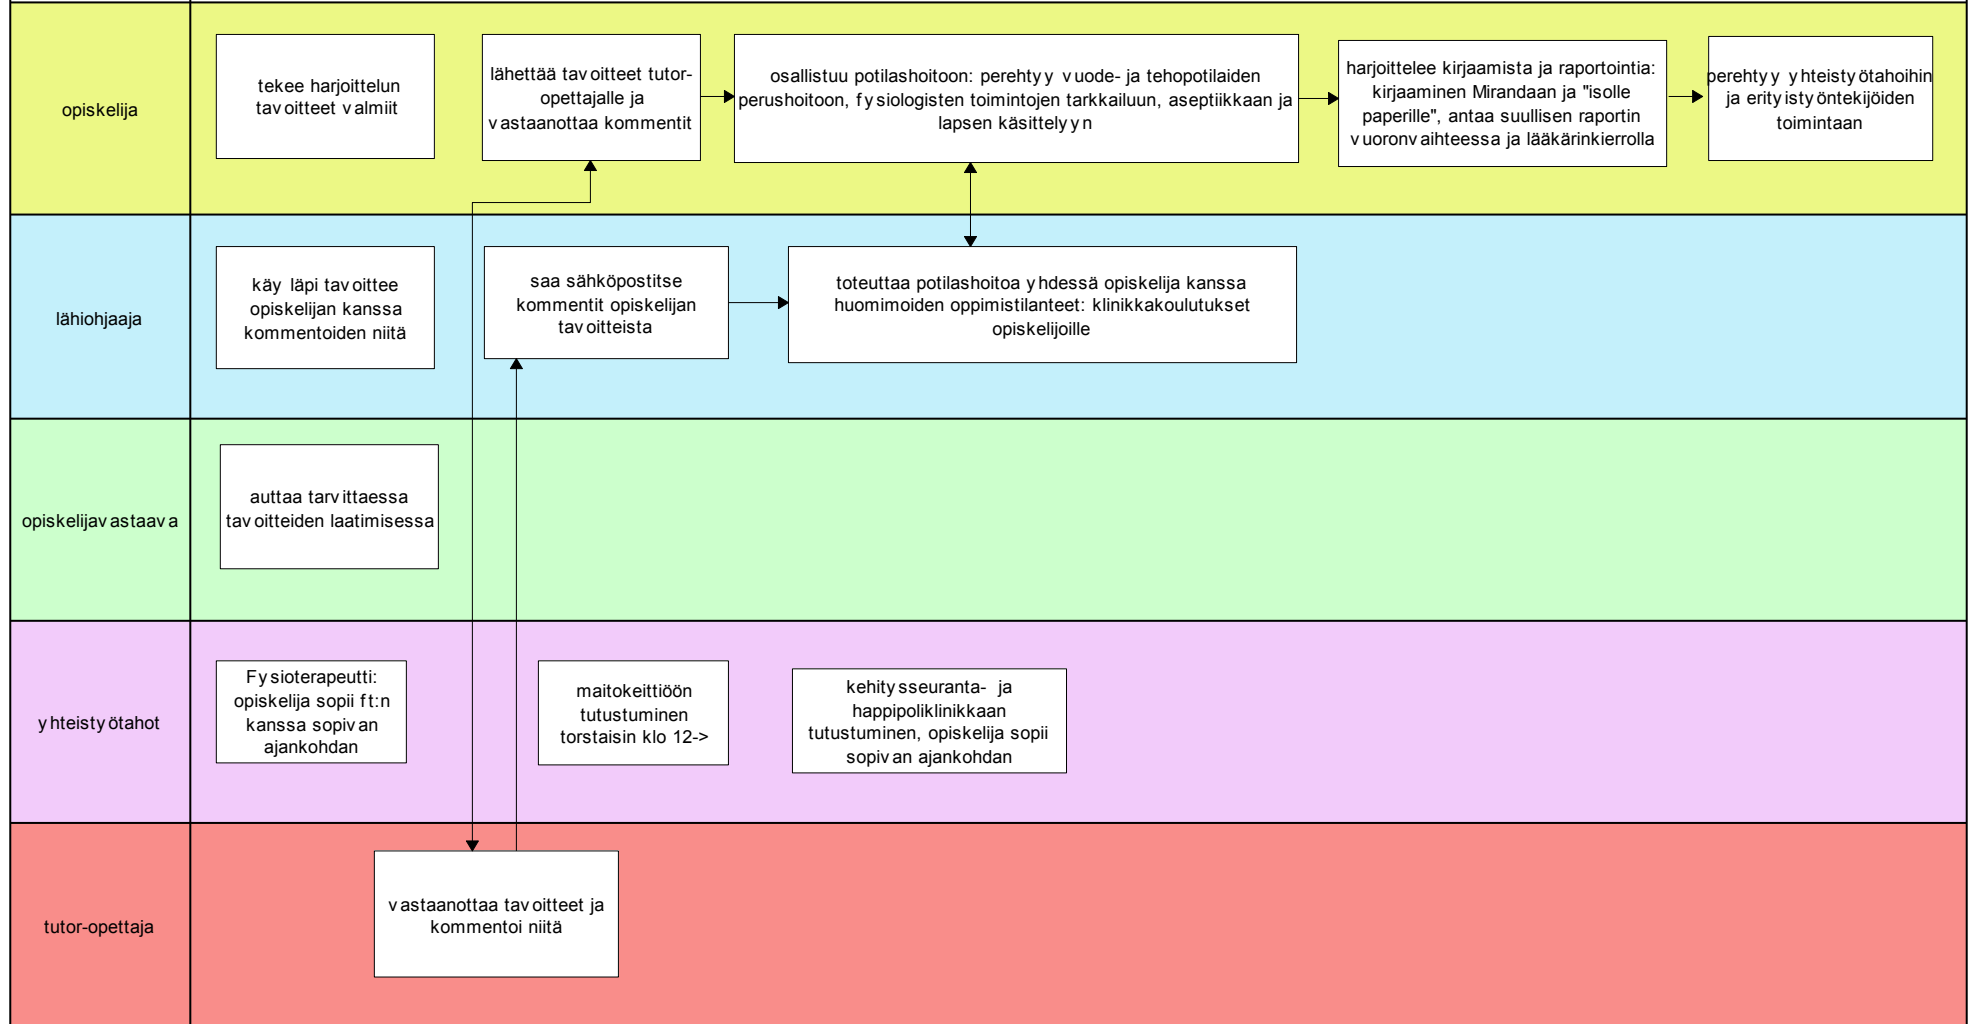 opiskelija
tekee harjoittelun
tavoitteet valmiit
lähettää tavoitteet tutor-
opettajalle ja
vastaanottaa kommentit
osallistuu potilashoitoon: perehtyy vuode- ja tehopotilaiden
perushoitoon, fysiologisten toimintojen tarkkailuun, aseptiikkaan ja
lapsen käsittelyyn
harjoittelee kirjaamista ja raportointia:
kirjaaminen Mirandaan ja "isolle
paperille", antaa suullisen raportin
vuoronvaihteessa ja lääkärinkierrolla
perehtyy yhteistyötahoihin
ja erityistyöntekijöiden
toimintaan
lähiohjaaja
käy läpi tavoittee
opiskelijan kanssa
kommentoiden niitä
saa sähköpostitse
kommentit opiskelijan
tavoitteista
toteuttaa potilashoitoa yhdessä opiskelija kanssa
huomimoiden oppimistilanteet: klinikkakoulutukset
opiskelijoille
opiskelijavastaava
auttaa tarvittaessa
tavoitteiden laatimisessa
yhteistyötahot
Fysioterapeutti:
opiskelija sopii ft:n
kanssa sopivan
ajankohdan
maitokeittiöön
tutustuminen
torstaisin klo 12->
kehitysseuranta- ja
happipoliklinikkaan
tutustuminen, opiskelija sopii
sopivan ajankohdan
tutor-opettaja
vastaanottaa tavoitteet ja
kommentoi niitä